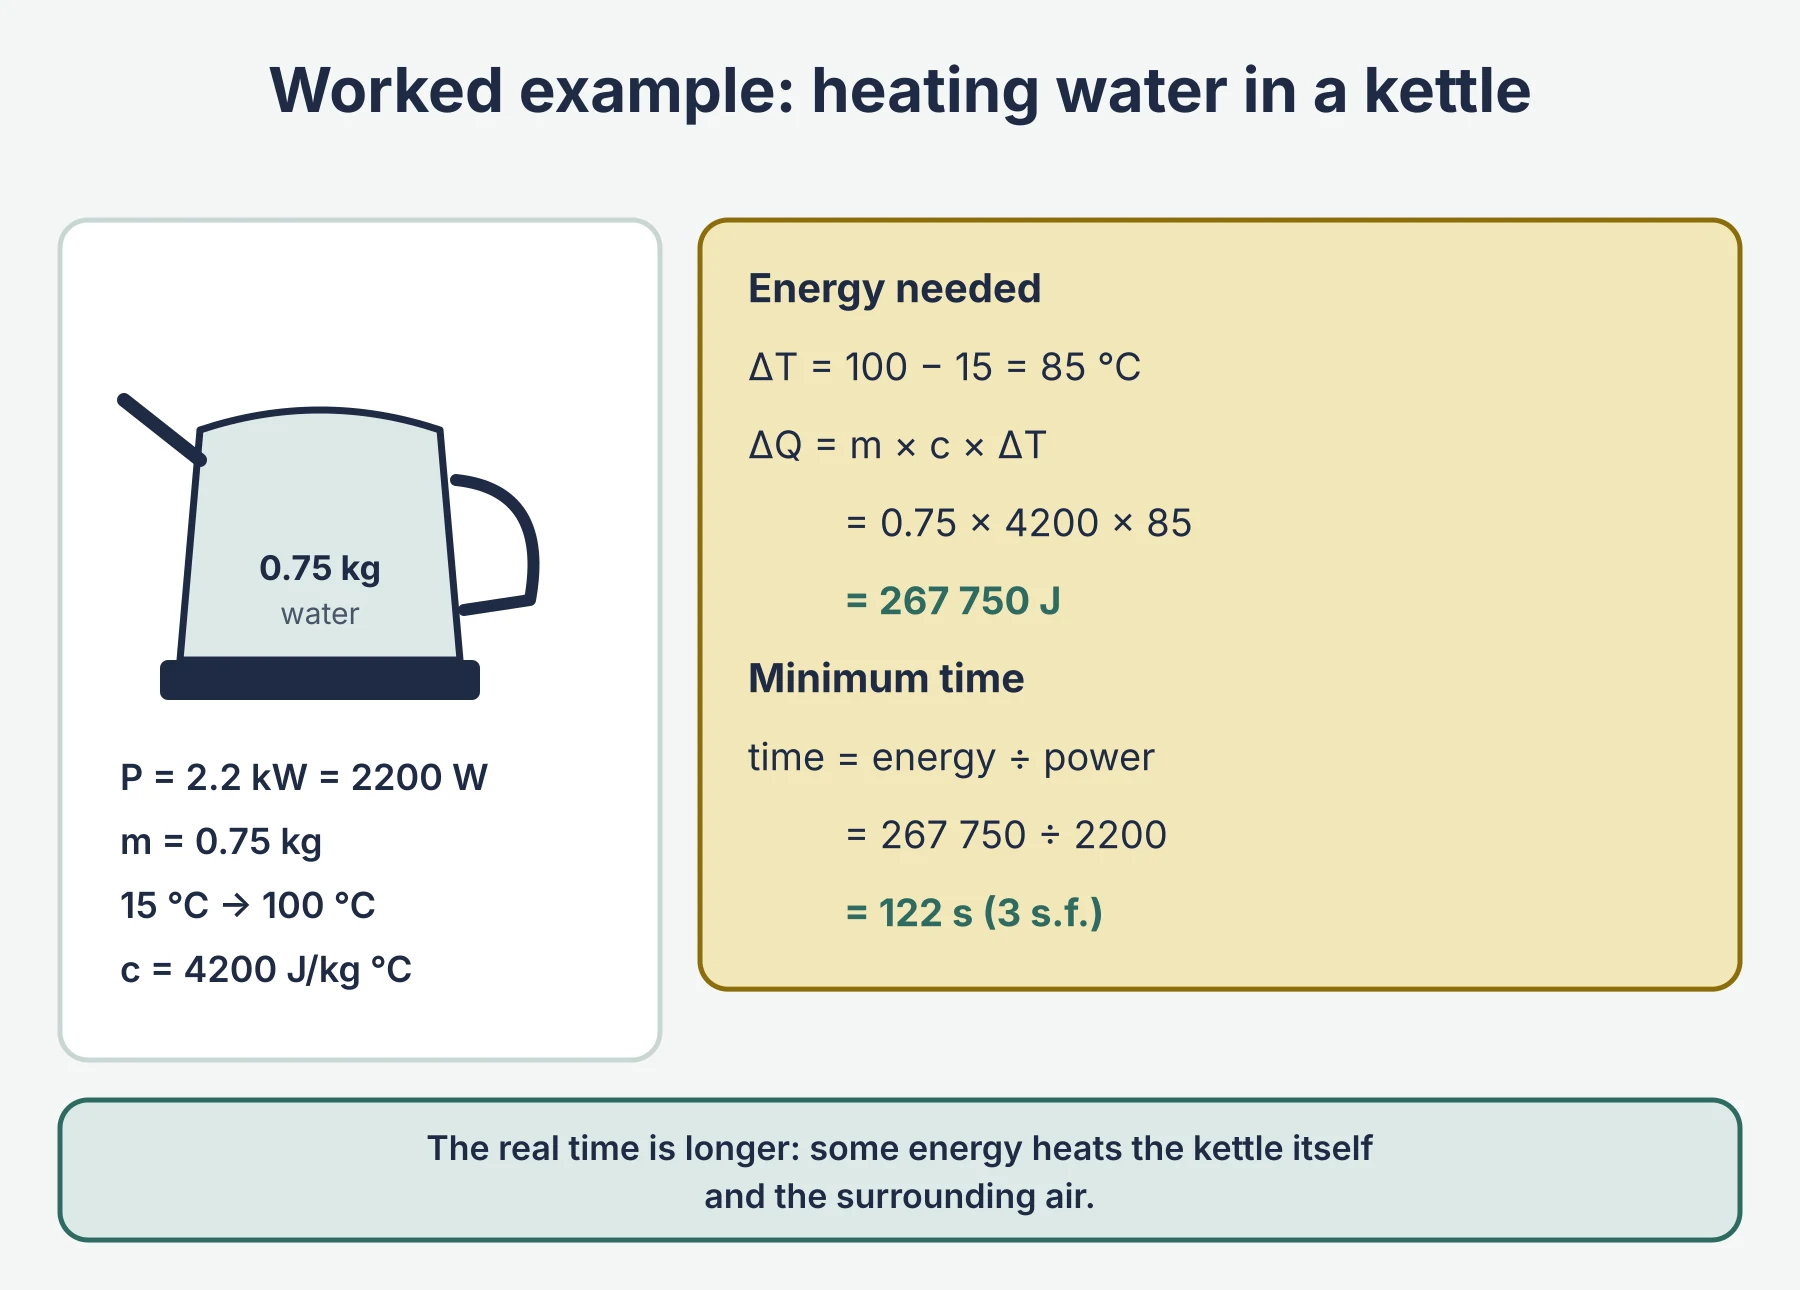 Worked example: heating water in a kettle
0.75 kg
water
P = 2.2 kW = 2200 W
m = 0.75 kg
15 °C → 100 °C
c = 4200 J/kg °C
Energy needed
ΔT = 100 − 15 = 85 °C
ΔQ = m × c × ΔT
= 0.75 × 4200 × 85
= 267 750 J
Minimum time
time = energy ÷ power
= 267 750 ÷ 2200
= 122 s (3 s.f.)
The real time is longer: some energy heats the kettle itself
and the surrounding air.